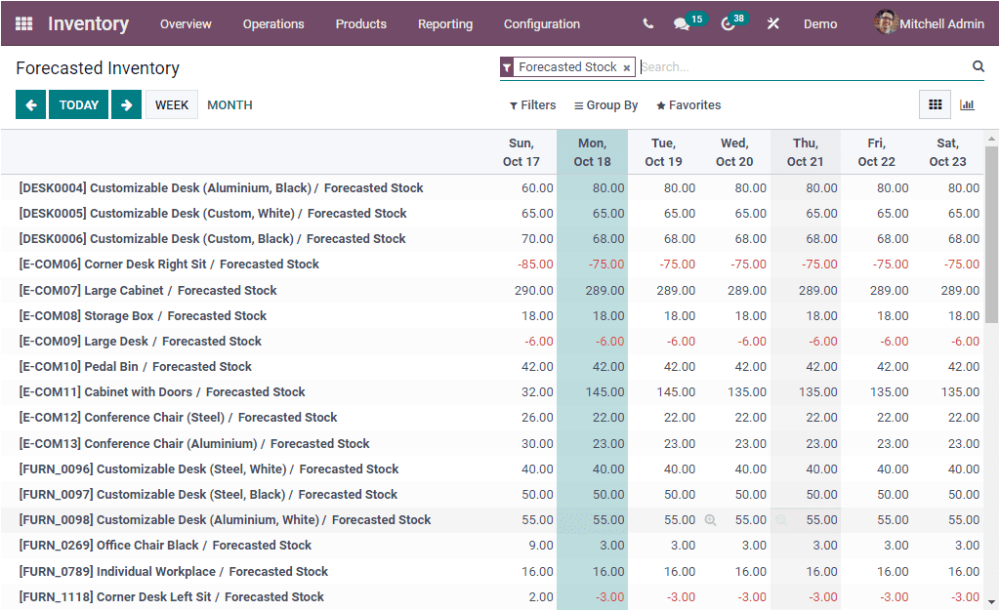 Inventory Overview Operations Products Reporting Configuration 15 38 Demo Mitchell Admin
Forecasted Inventory Forecasted Stock × Search...
TODAY WEEK MONTH Filters Group By Favorites
Sun, Mon, Tue, Wed, Thu, Fri, Sat,
Oct 17 Oct 18 Oct 19 Oct 20 Oct 21 Oct 22 Oct 23
[DESK0004] Customizable Desk (Aluminium, Black) / Forecasted Stock 60.00 80.00 80.00 80.00 80.00 80.00 80.00
[DESK0005] Customizable Desk (Custom, White) / Forecasted Stock 65.00 65.00 65.00 65.00 65.00 65.00 65.00
[DESK0006] Customizable Desk (Custom, Black) / Forecasted Stock 70.00 68.00 68.00 68.00 68.00 68.00 68.00
[E-COM06] Corner Desk Right Sit / Forecasted Stock -85.00 -75.00 -75.00 -75.00 -75.00 -75.00 -75.00
[E-COM07] Large Cabinet / Forecasted Stock 290.00 289.00 289.00 289.00 289.00 289.00 289.00
[E-COM08] Storage Box / Forecasted Stock 18.00 18.00 18.00 18.00 18.00 18.00 18.00
[E-COM09] Large Desk / Forecasted Stock -6.00 -6.00 -6.00 -6.00 -6.00 -6.00 -6.00
[E-COM10] Pedal Bin / Forecasted Stock 42.00 42.00 42.00 42.00 42.00 42.00 42.00
[E-COM11] Cabinet with Doors / Forecasted Stock 32.00 145.00 145.00 135.00 135.00 135.00 135.00
[E-COM12] Conference Chair (Steel) / Forecasted Stock 26.00 22.00 22.00 22.00 22.00 22.00 22.00
[E-COM13] Conference Chair (Aluminium) / Forecasted Stock 30.00 23.00 23.00 23.00 23.00 23.00 23.00
[FURN_0096] Customizable Desk (Steel, White) / Forecasted Stock 40.00 40.00 40.00 40.00 40.00 40.00 40.00
[FURN_0097] Customizable Desk (Steel, Black) / Forecasted Stock 50.00 50.00 50.00 50.00 50.00 50.00 50.00
[FURN_0098] Customizable Desk (Aluminium, White) / Forecasted Stock 55.00 55.00 55.00 55.00 55.00 55.00 55.00
[FURN_0269] Office Chair Black / Forecasted Stock 9.00 3.00 3.00 3.00 3.00 3.00 3.00
[FURN_0789] Individual Workplace / Forecasted Stock 16.00 16.00 16.00 16.00 16.00 16.00 16.00
[FURN_1118] Corner Desk Left Sit / Forecasted Stock 2.00 -3.00 -3.00 -3.00 -3.00 -3.00 -3.00